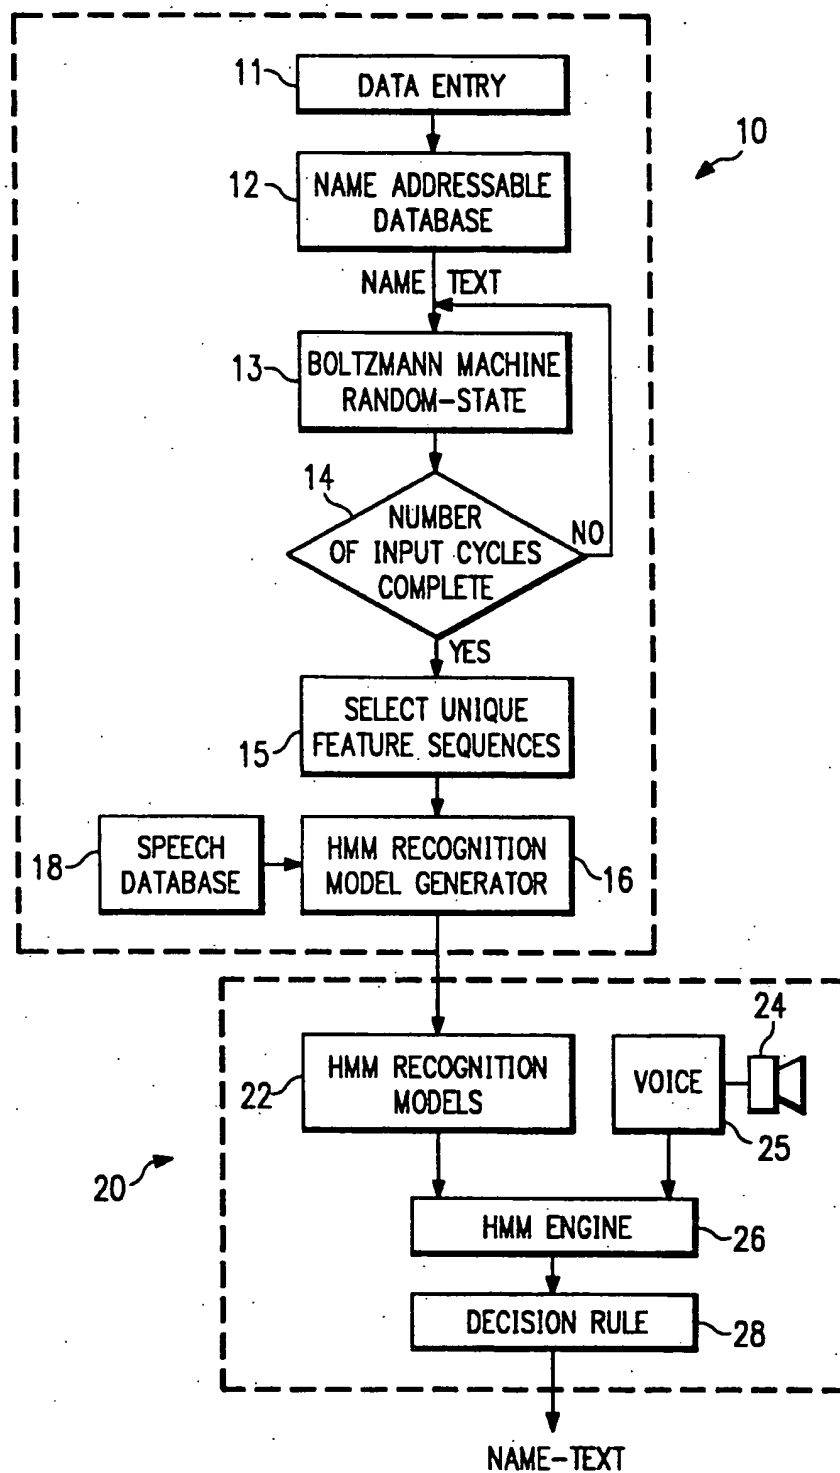 11
DATA ENTRY
10
12
NAME ADDRESSABLE
DATABASE
NAME TEXT
13
BOLTZMANN MACHINE
RANDOM-STATE
14
NUMBER
OF INPUT CYCLES
COMPLETE
NO
YES
15
SELECT UNIQUE
FEATURE SEQUENCES
18
SPEECH
DATABASE
HMM RECOGNITION
MODEL GENERATOR
16
24
22
HMM RECOGNITION
MODELS
VOICE
25
20
HMM ENGINE
26
DECISION RULE
28
NAME-TEXT